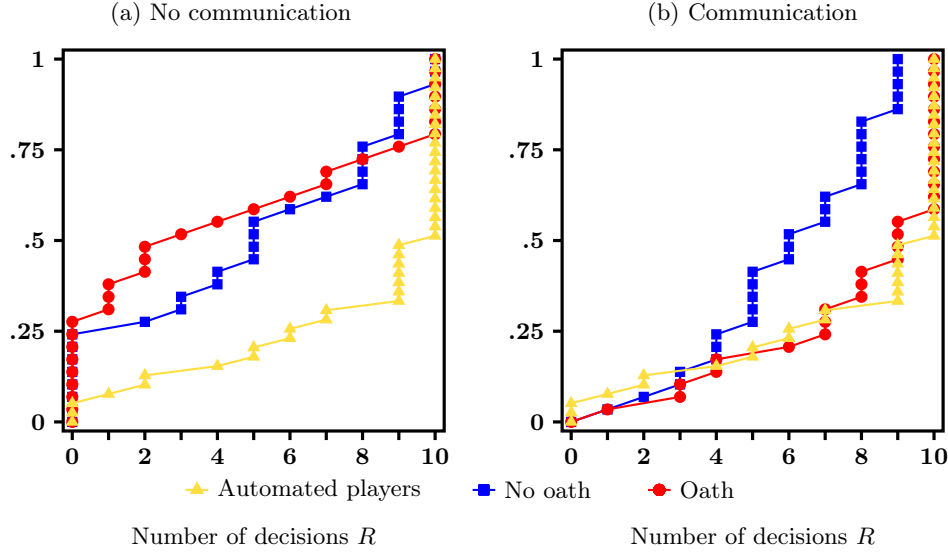 (a) No communication
(b) Communication
1
.75
.5
.25
0
0 2 4 6 8 10
1
.75
.5
.25
0
0 2 4 6 8 10
Automated players No oath Oath
Number of decisions R
Number of decisions R